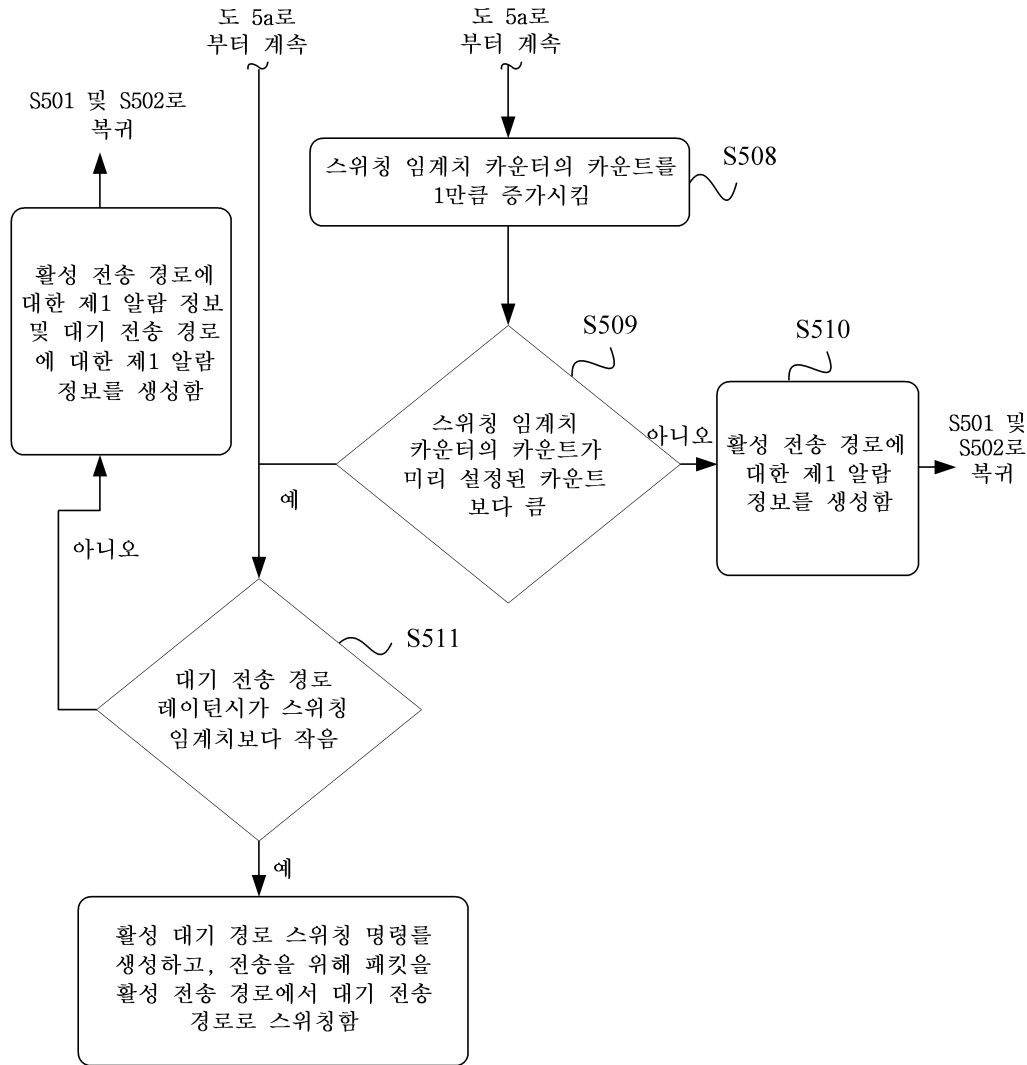 도 5a로
부터 계속
도 5a로
부터 계속
S501 및 S502로
복귀
스위칭 임계치 카운터의 카운트를
1만큼 증가시킴
S508
활성 전송 경로에
대한 제1 알람 정보
및 대기 전송 경로
에 대한 제1 알람
정보를 생성함
S509
S510
스위칭 임계치
카운터의 카운트가
미리 설정된 카운트
보다 큼
아니오
활성 전송 경로에
대한 제1 알람
정보를 생성함
S501 및
S502로
복귀
예
아니오
S511
대기 전송 경로
레이턴시가 스위칭
임계치보다 작음
예
활성 대기 경로 스위칭 명령를
생성하고, 전송을 위해 패킷을
활성 전송 경로에서 대기 전송
경로로 스위칭함